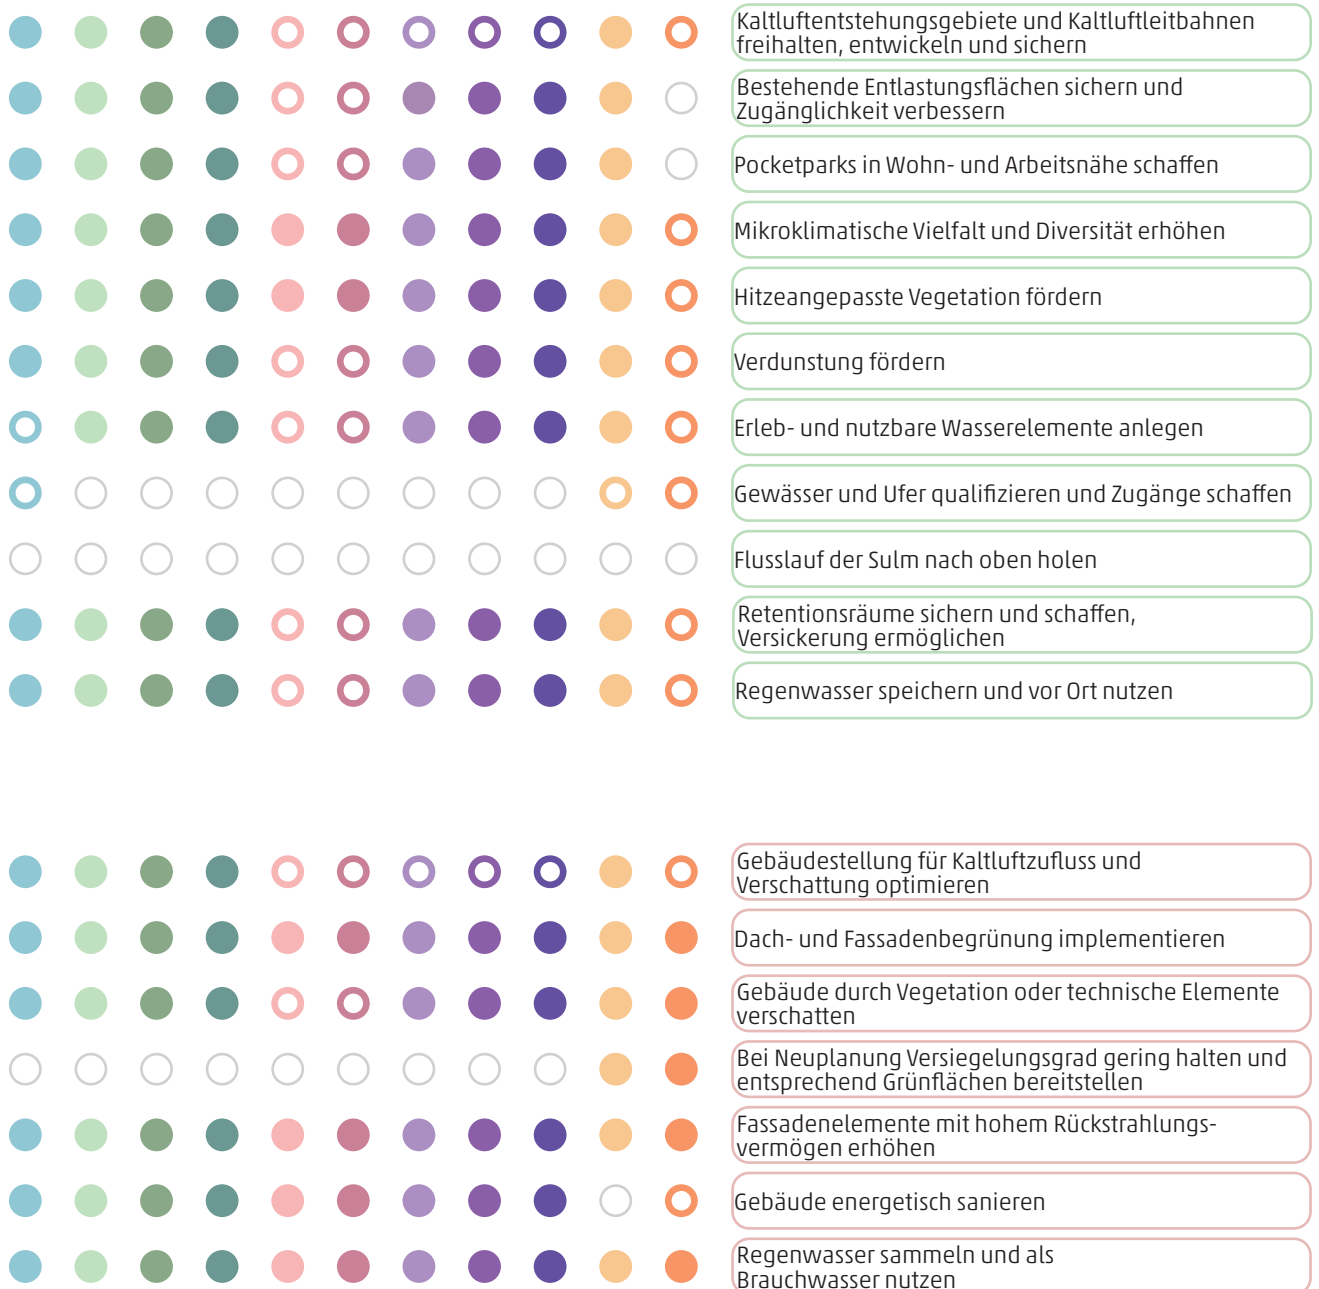 Kaltluftentstehungsgebiete und Kaltluftleitbahnen
freihalten, entwickeln und sichern
Bestehende Entlastungsflächen sichern und
Zugänglichkeit verbessern
Pocketparks in Wohn- und Arbeitsnähe schaffen
Mikroklimatische Vielfalt und Diversität erhöhen
Hitzeangepasste Vegetation fördern
Verdunstung fördern
Erleb- und nutzbare Wasserelemente anlegen
Gewässer und Ufer qualifizieren und Zugänge schaffen
Flusslauf der Sulm nach oben holen
Retentionsräume sichern und schaffen,
Versickerung ermöglichen
Regenwasser speichern und vor Ort nutzen
Gebäudestellung für Kaltluftzufluss und
Verschattung optimieren
Dach- und Fassadenbegrünung implementieren
Gebäude durch Vegetation oder technische Elemente
verschatten
Bei Neuplanung Versiegelungsgrad gering halten und
entsprechend Grünflächen bereitstellen
Fassadenelemente mit hohem Rückstrahlungs-
vermögen erhöhen
Gebäude energetisch sanieren
Regenwasser sammeln und als
Brauchwasser nutzen